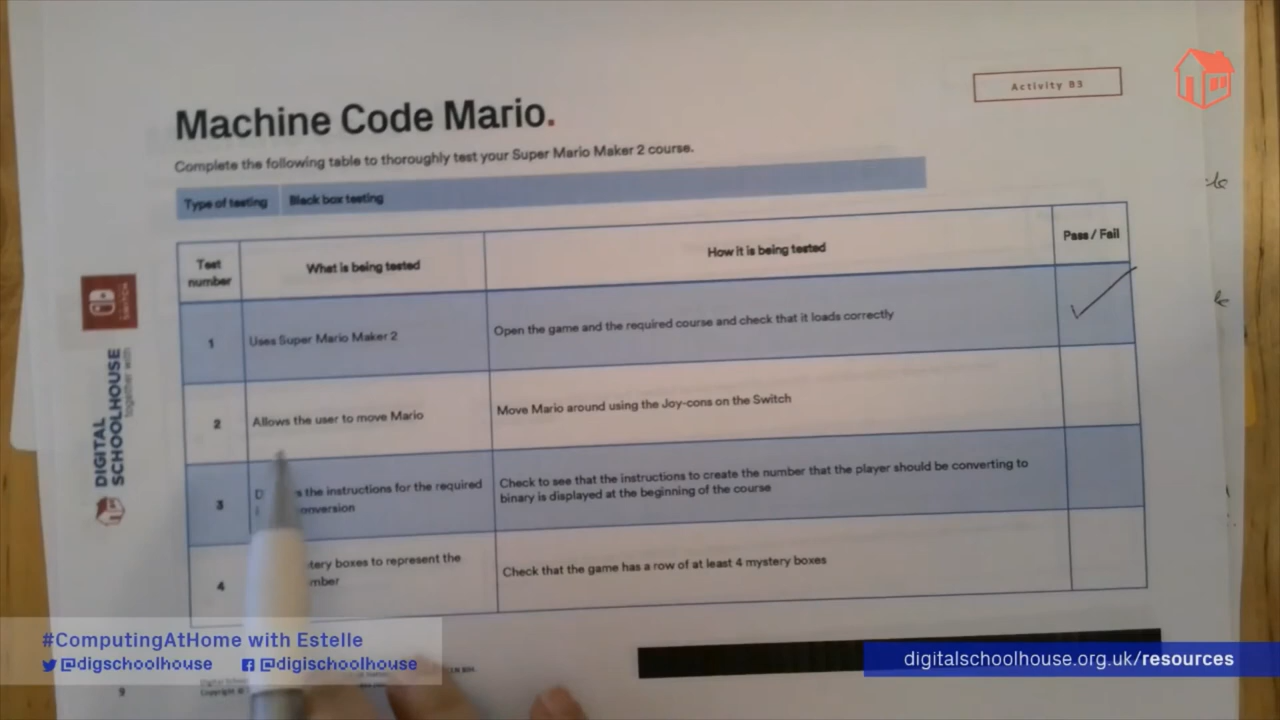 Activity B3
Machine Code Mario.
Complete the following table to thoroughly test your Super Mario Maker 2 course.
Type of testing Black box testing
Test number What is being tested How it is being tested Pass / Fail
1 Uses Super Mario Maker 2 Open the game and the required course and check that it loads correctly
2 Allows the user to move Mario Move Mario around using the Joy-cons on the Switch
3 the instructions for the required Check to see that the instructions to create the number that the player should be converting to
binary is displayed at the beginning of the course
4 boxes to represent the Check that the game has a row of at least 4 mystery boxes
SWITCH
DIGITAL
SCHOOLHOUSE
together with
#ComputingAtHome with Estelle
@digschoolhouse @digischoolhouse
digitalschoolhouse.org.uk/resources
9